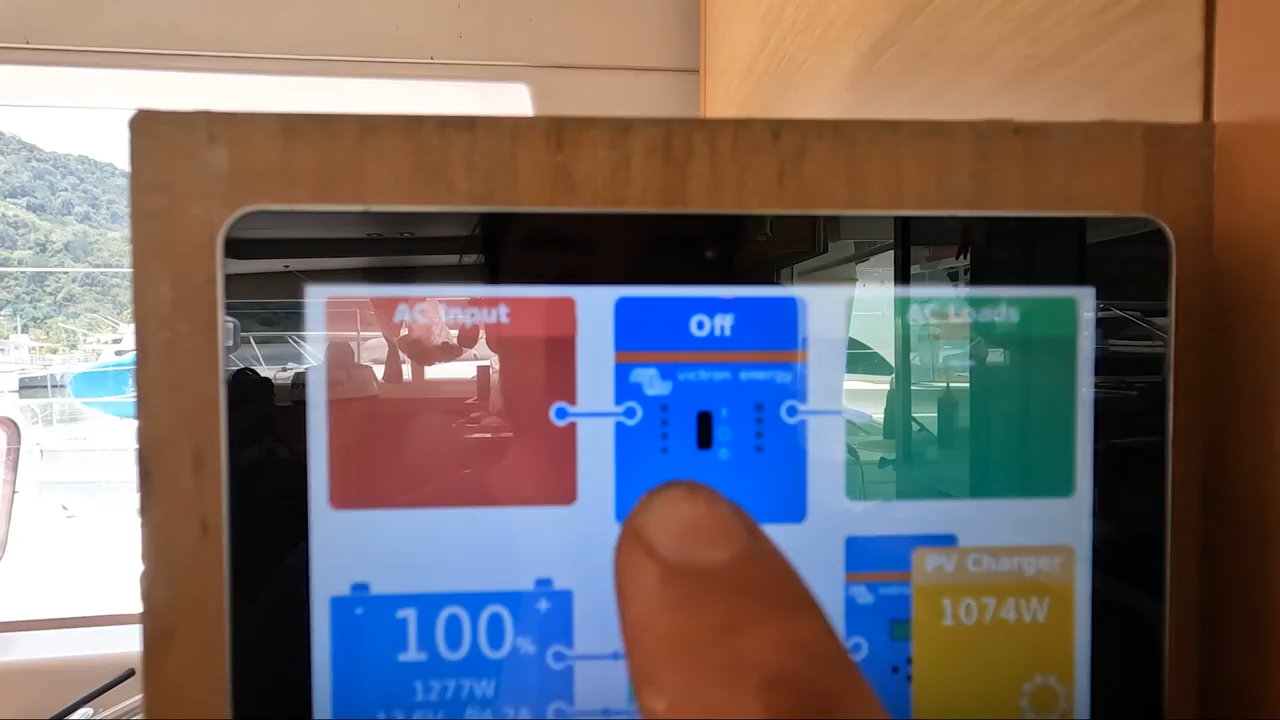 AC Input
Off
AC Loads
victron energy
PV Charger
1074W
100%
1277W